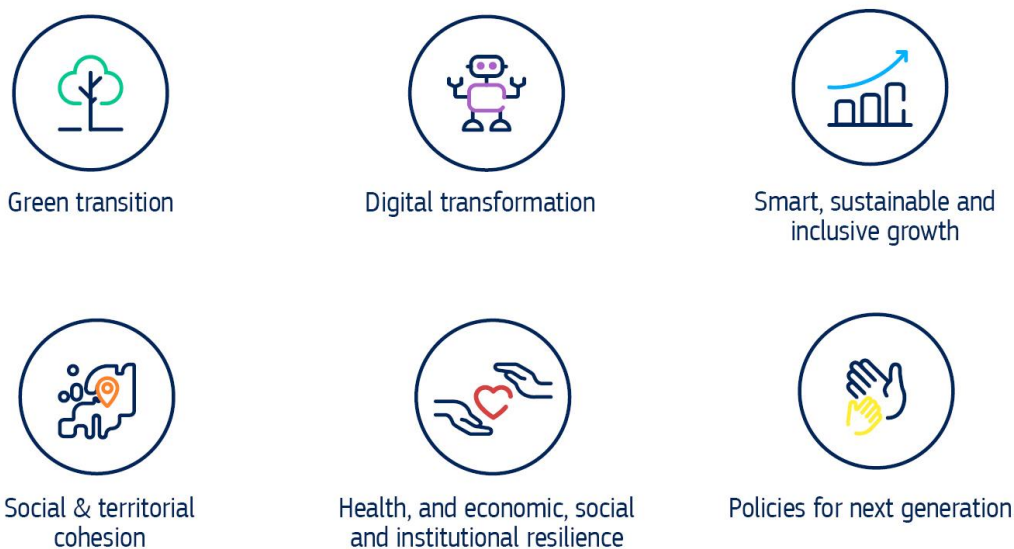 Green transition
Digital transformation
Smart, sustainable and
inclusive growth
Social & territorial
cohesion
Health, and economic, social
and institutional resilience
Policies for next generation